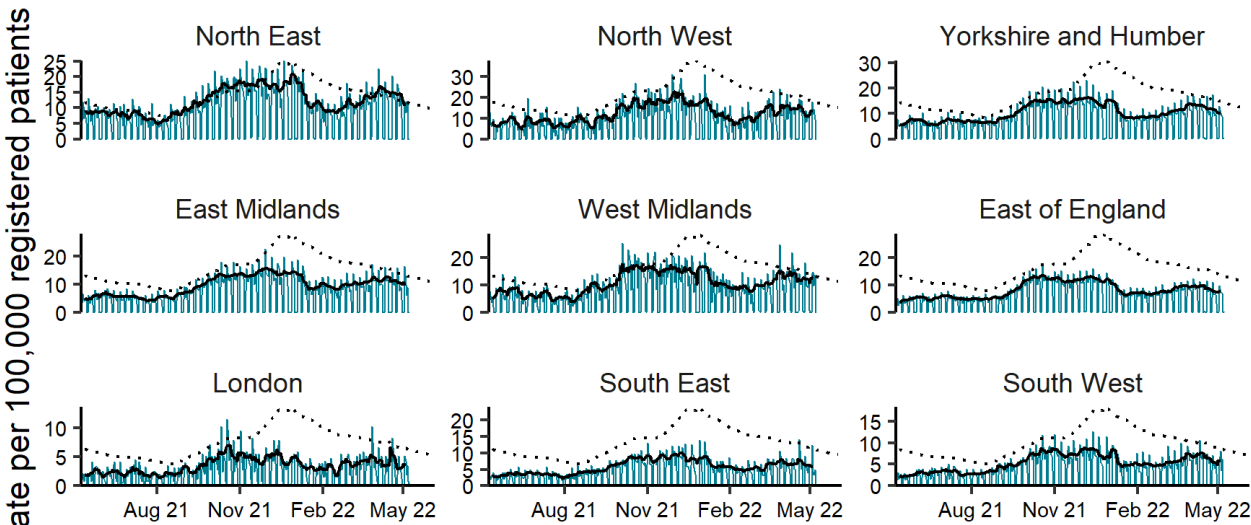 ate per 100,000 registered patients
North East
North West
Yorkshire and Humber
25
20
15
10
5
0
30
20
10
0
30
20
10
0
East Midlands
West Midlands
East of England
20
10
0
20
10
0
20
10
0
London
South East
South West
10
5
0
20
15
10
5
0
15
10
5
0
Aug 21 Nov 21 Feb 22 May 22
Aug 21 Nov 21 Feb 22 May 22
Aug 21 Nov 21 Feb 22 May 22